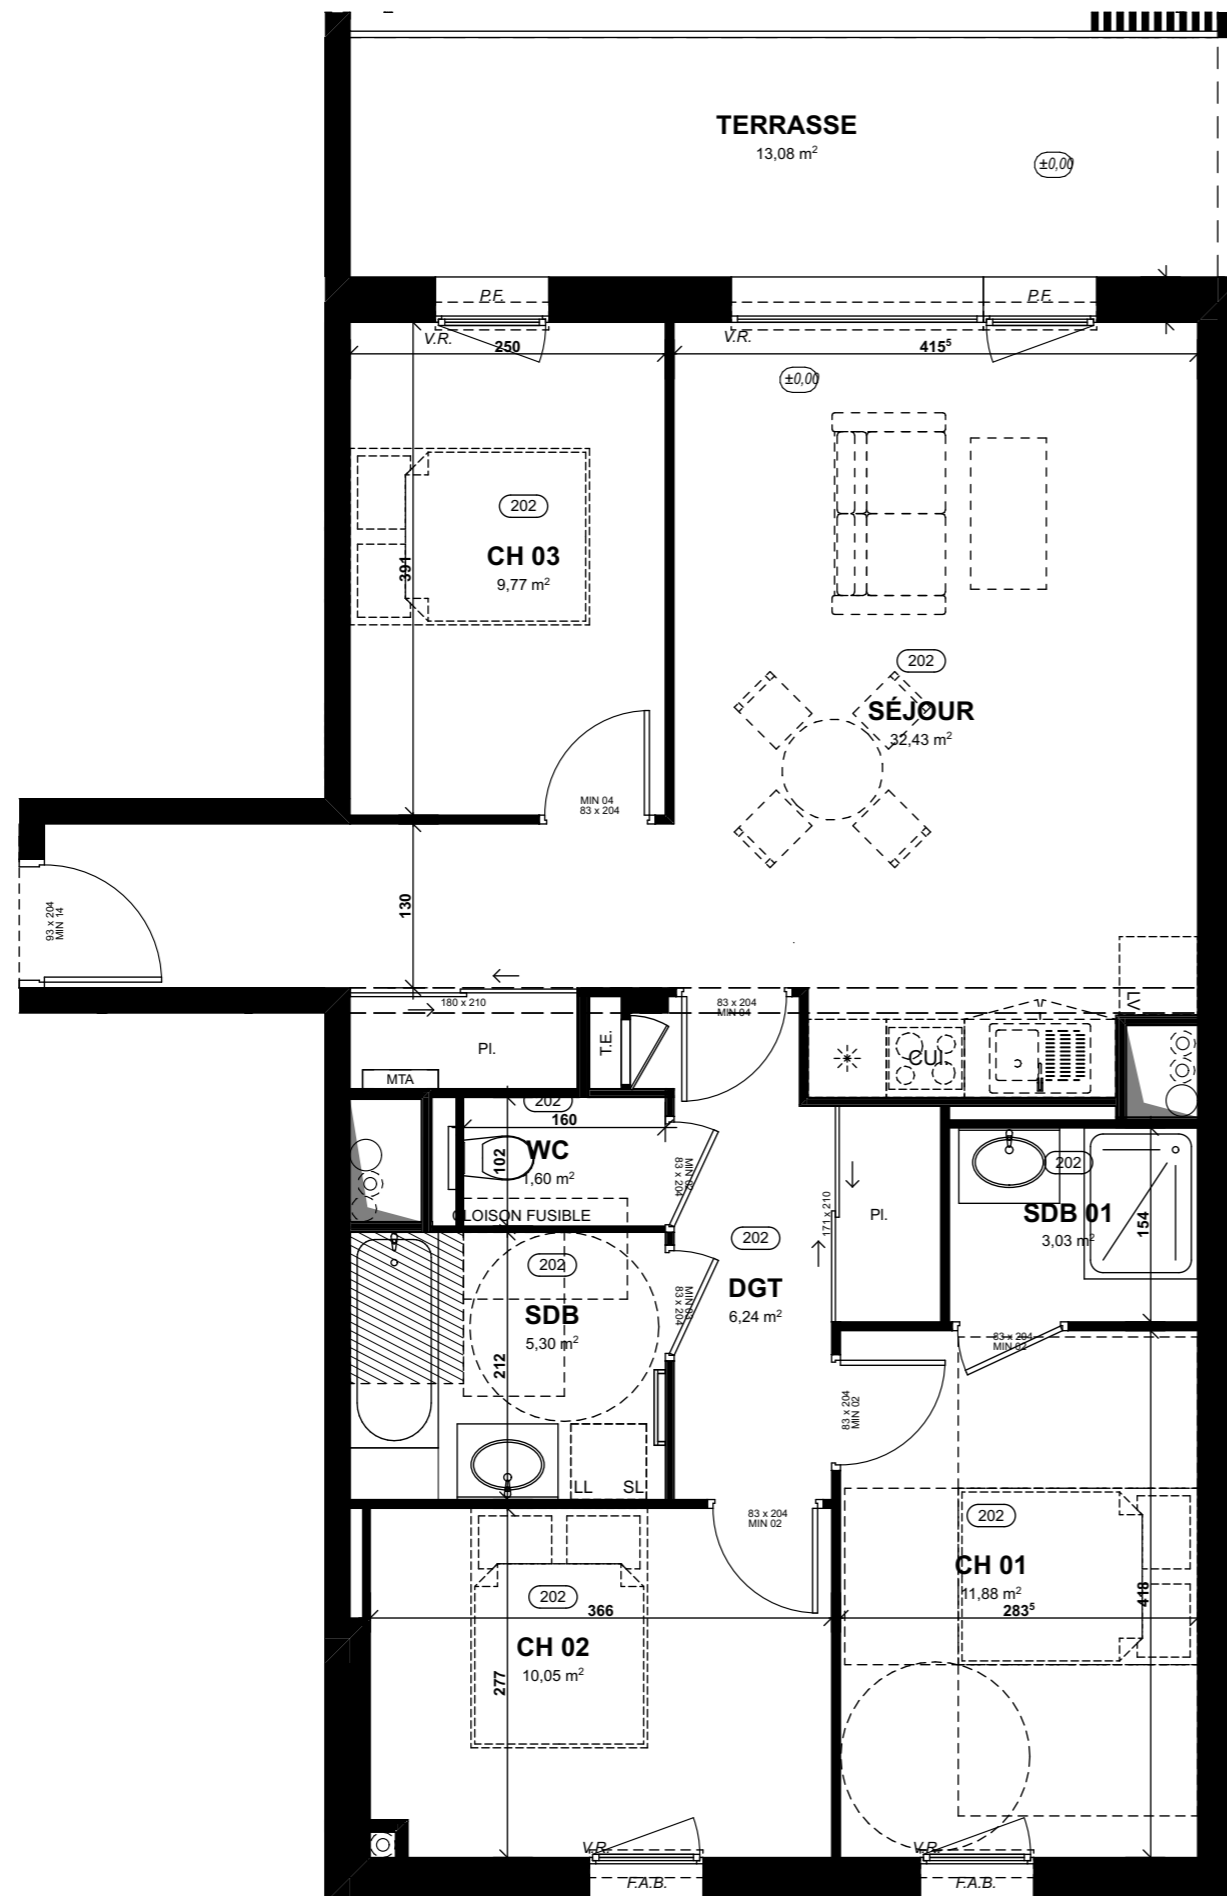 TERRASSE
13,08 m²
±0,00
P.F.
P.F.
V.R.
250
V.R.
415⁵
±0,00
202
CH 03
9,77 m²
391
202
SÉJOUR
32,43 m²
MIN 04
83 x 204
93 x 204
MIN 14
130
180 x 210
Pl.
MTA
T.E.
83 x 204
MIN 04
CUI.
LV
202
160
WC
1,60 m²
102
CLOISON FUSIBLE
MIN 02
83 x 204
171 x 210
Pl.
202
SDB 01
3,03 m²
154
202
SDB
5,30 m²
212
83 x 204
202
DGT
6,24 m²
83 x 204
MIN 02
83 x 204
MIN 02
LL
SL
83 x 204
MIN 02
202
CH 01
11,88 m²
283⁵
418
202
CH 02
10,05 m²
366
277
V.R.
F.A.B.
V.R.
F.A.B.